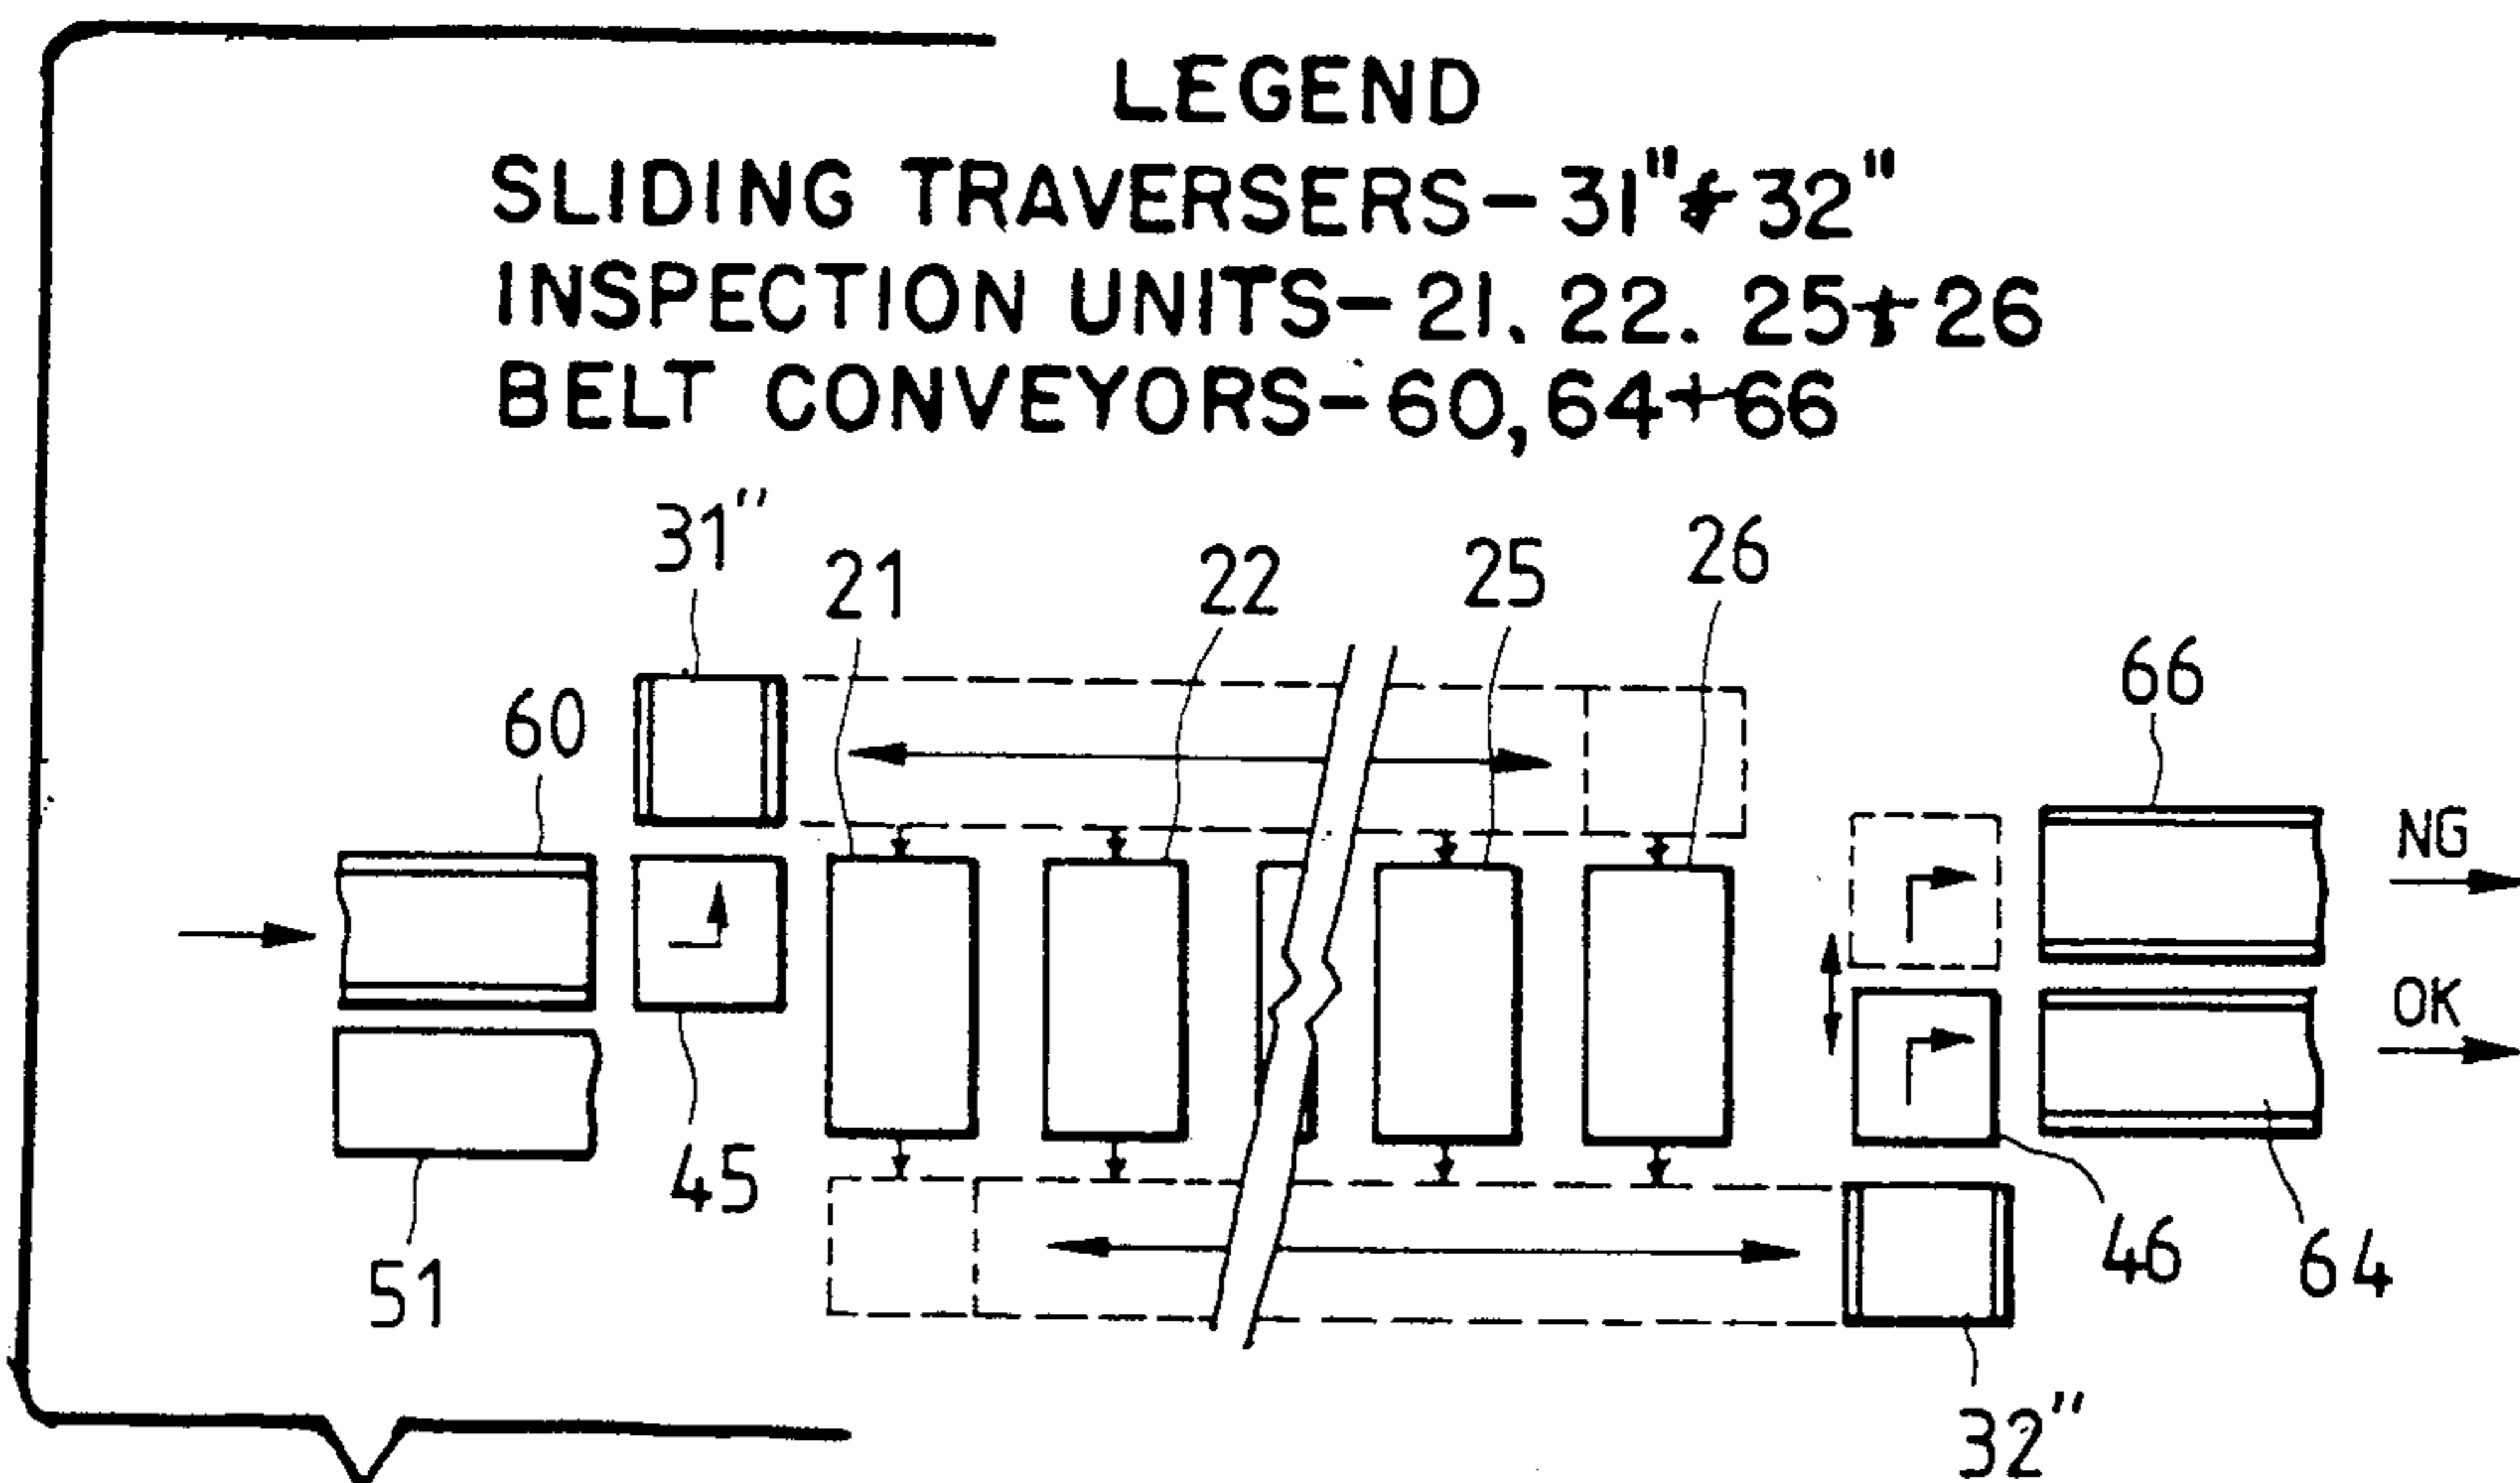 LEGEND
SLIDING TRAVERSERS-31"+32"
INSPECTION UNITS-21, 22. 25+26
BELT CONVEYORS-60,64+66
31"
21
22
25
26
60
66
NG
OK
45
51
46
64
32"